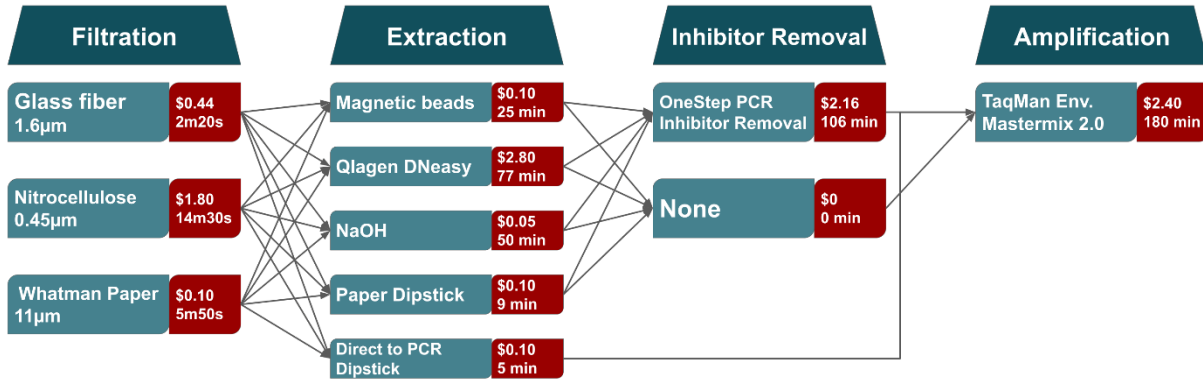 Filtration
Extraction
Inhibitor Removal
Amplification
Glass fiber
1.6µm
$0.44
2m20s
Nitrocellulose
0.45µm
$1.80
14m30s
Whatman Paper
11µm
$0.10
5m50s
Magnetic beads
$0.10
25 min
Qlagen DNeasy
$2.80
77 min
NaOH
$0.05
50 min
Paper Dipstick
$0.10
9 min
Direct to PCR
Dipstick
$0.10
5 min
OneStep PCR
Inhibitor Removal
$2.16
106 min
None
$0
0 min
TaqMan Env.
Mastermix 2.0
$2.40
180 min